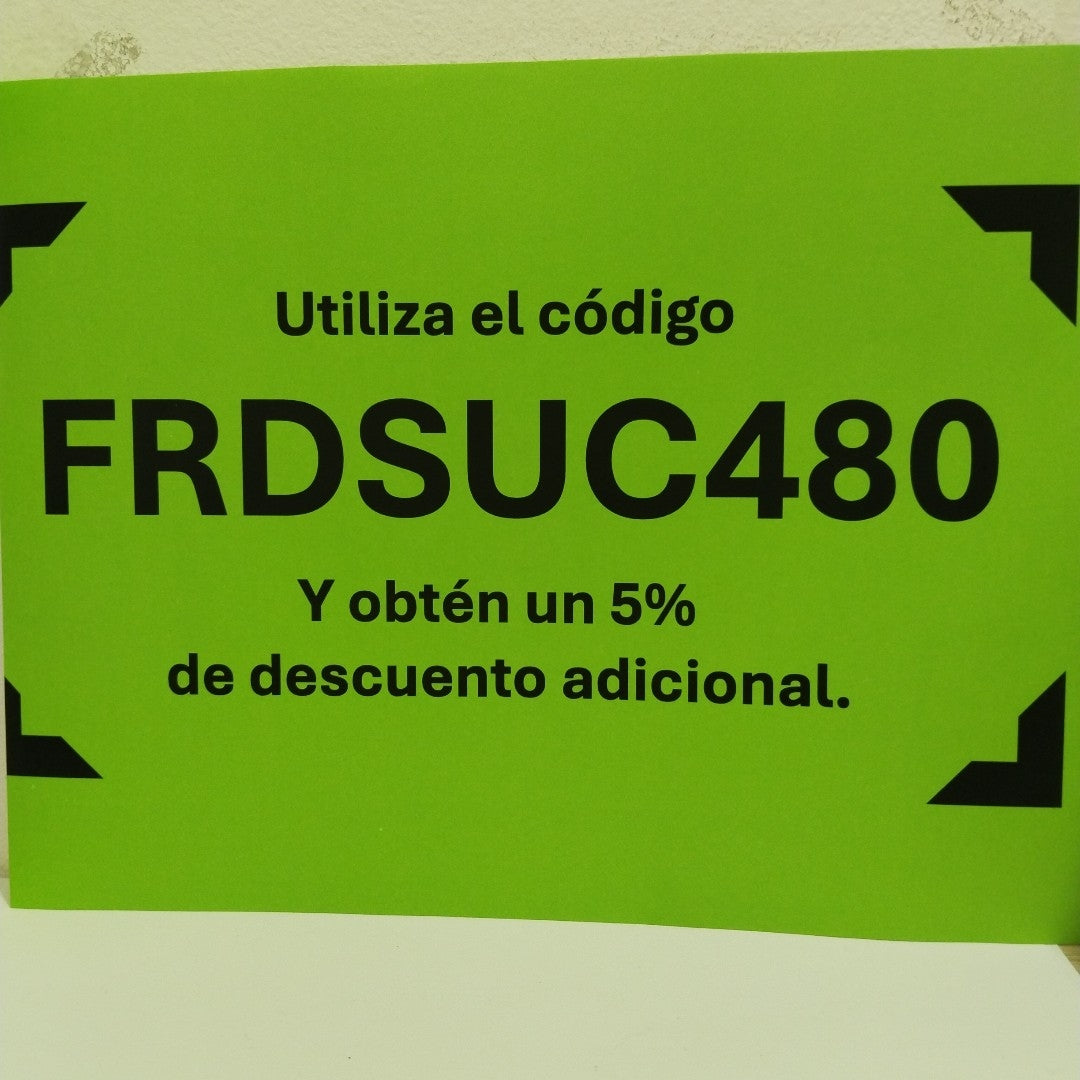 Utiliza el código
FRDSUC480
Y obtén un 5%
de descuento adicional.